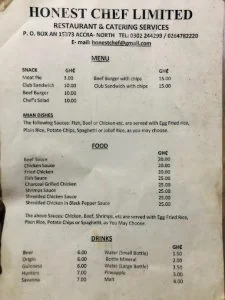 HONEST CHEF LIMITED
RESTAURANT & CATERING SERVICES
P. O. BOX AN 15373 ACCRA- NORTH TEL: 0302 244293 / 0264782220
E- mail: honestchef@gmail.com
MENU
SNACK GH¢ GH¢
Meat Pie 3.00 Beef Burger with chips 15.00
Club Sandwich 10.00 Club Sandwich with chips 15.00
Beef Burger 10.00
Chef's Salad 10.00
MIAN DISHES
The following Sauces: Fish, Beef, or Chicken etc. are served with Egg Fried Rice,
Plain Rice, Potato Chips, Spaghetti or Jollof Rice, as you may choose.
FOOD
GH¢
Beef Sauce 20.00
Chicken Sauce 20.00
Fried Chicken 20.00
Fish Sauce 25.00
Charcoal Grilled Chicken 25.00
Shrimps Sauce 25.00
Shredded Chicken Sauce 25.00
Shredded Chicken in Black Pepper Sauce 25.00
The above Sauces: Chicken, Beef, Shrimps, etc are served with Egg Fried Rice,
Plain Rice, Potato Chips or Spaghetti, as You May Choose.
DRINKS
GH¢ GH¢
Beer 6.00 Water (Small Bottle) 1.50
Origin 6.00 Bottle Mineral 2.00
Guinness 6.00 Water (Large Bottle) 3.50
Hunters 7.00 Pineapple 3.00
Savanna 7.00 Malt 4.00